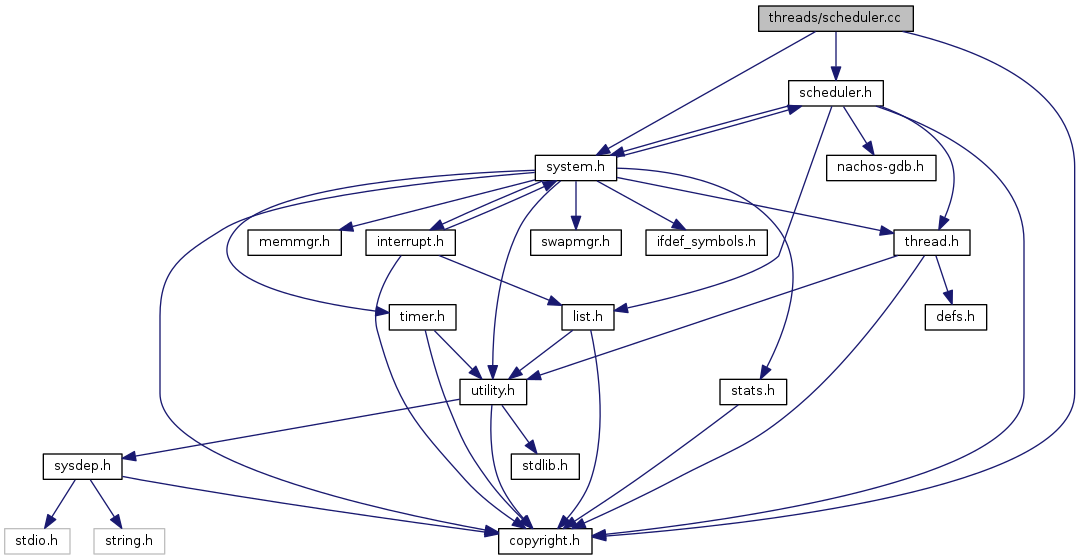 threads/scheduler.cc
scheduler.h
system.h
nachos-gdb.h
memmgr.h
interrupt.h
swapmgr.h
ifdef_symbols.h
thread.h
timer.h
list.h
defs.h
utility.h
stats.h
sysdep.h
stdlib.h
stdio.h
string.h
copyright.h